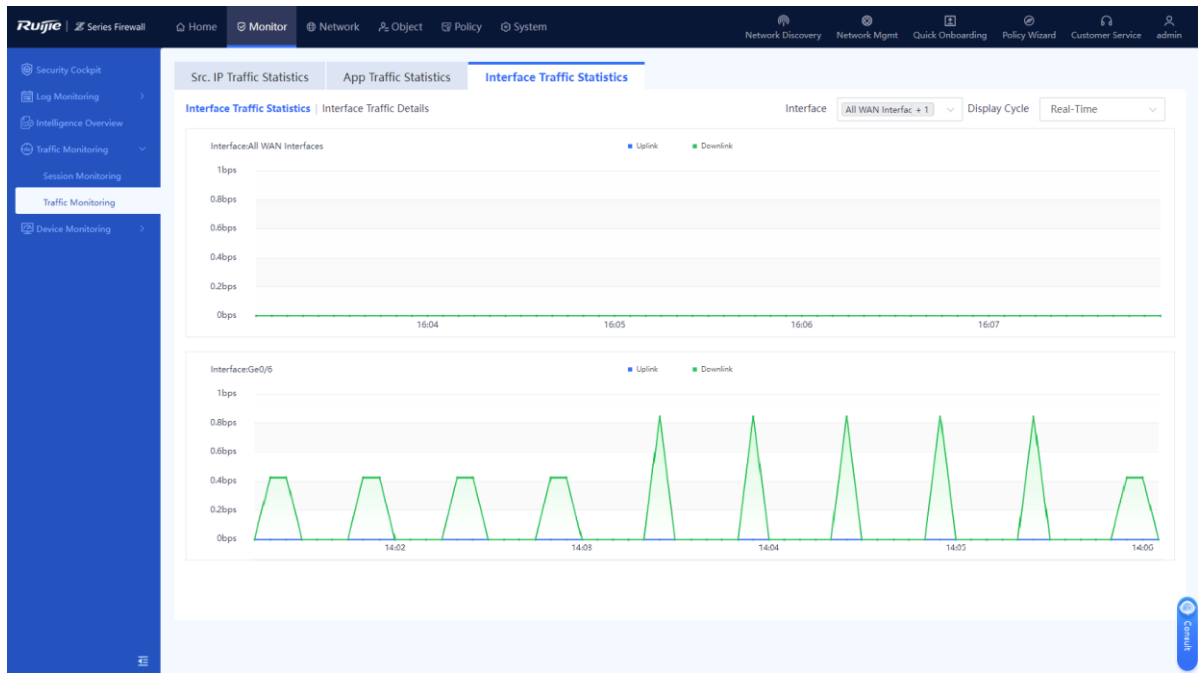 Ruijie | Z Series Firewall
Home
Monitor
Network
Object
Policy
System
Network Discovery
Network Mgmt
Quick Onboarding
Policy Wizard
Customer Service
admin
Security Cockpit
Log Monitoring
Intelligence Overview
Traffic Monitoring
Session Monitoring
Traffic Monitoring
Device Monitoring
Src. IP Traffic Statistics
App Traffic Statistics
Interface Traffic Statistics
Interface Traffic Statistics | Interface Traffic Details
Interface
All WAN Interfac + 1
Display Cycle
Real-Time
Interface:All WAN Interfaces
Uplink
Downlink
1bps
0.8bps
0.6bps
0.4bps
0.2bps
0bps
16:04
16:05
16:06
16:07
Interface:Ge0/6
Uplink
Downlink
1bps
0.8bps
0.6bps
0.4bps
0.2bps
0bps
14:02
14:03
14:04
14:05
14:06
Consult